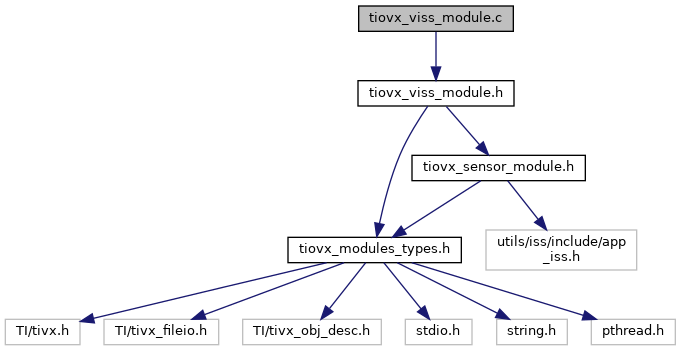 tiovx_viss_module.c
tiovx_viss_module.h
tiovx_sensor_module.h
tiovx_modules_types.h
utils/iss/include/app
_iss.h
TI/tivx.h
TI/tivx_fileio.h
TI/tivx_obj_desc.h
stdio.h
string.h
pthread.h